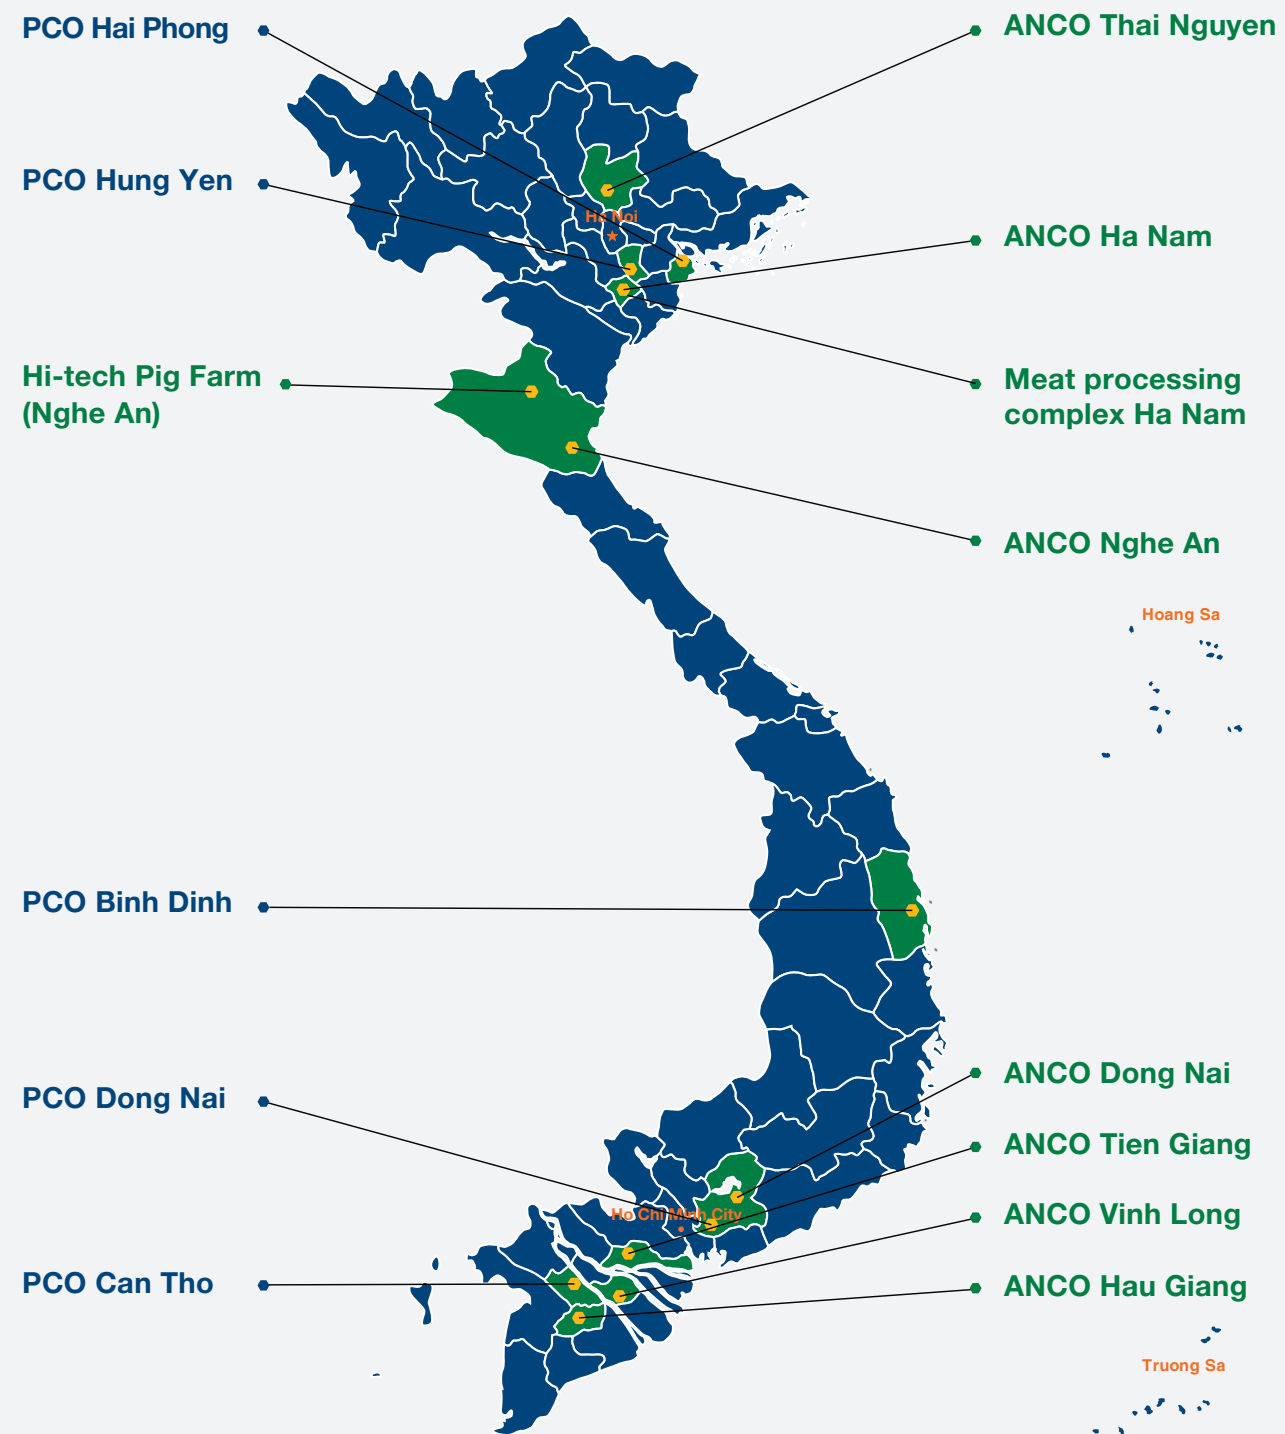 PCO Hai Phong
ANCO Thai Nguyen
PCO Hung Yen
Ha Noi
ANCO Ha Nam
Hi-tech Pig Farm
(Nghe An)
Meat processing
complex Ha Nam
ANCO Nghe An
Hoang Sa
PCO Binh Dinh
ANCO Dong Nai
PCO Dong Nai
ANCO Tien Giang
Ho Chi Minh City
ANCO Vinh Long
PCO Can Tho
ANCO Hau Giang
Truong Sa